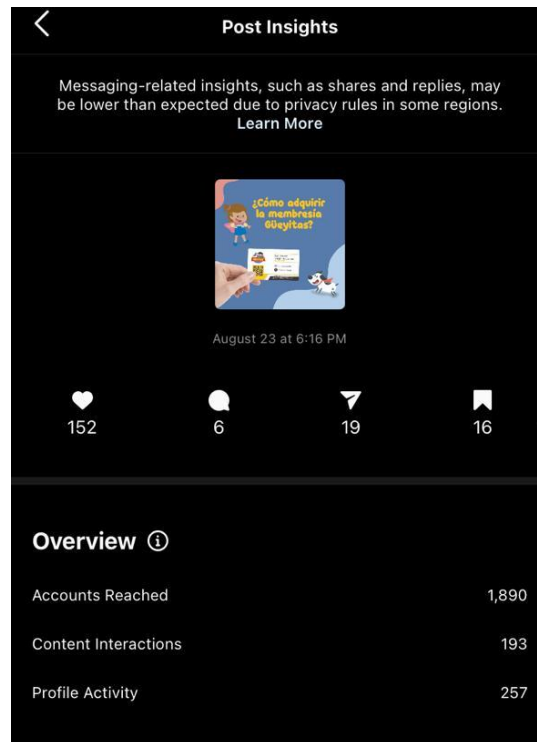 Post Insights
Messaging-related insights, such as shares and replies, may
be lower than expected due to privacy rules in some regions.
Learn More
¿Cómo adquirir
la membresía
Güeyitas?
August 23 at 6:16 PM
152
6
19
16
Overview
Accounts Reached
1,890
Content Interactions
193
Profile Activity
257